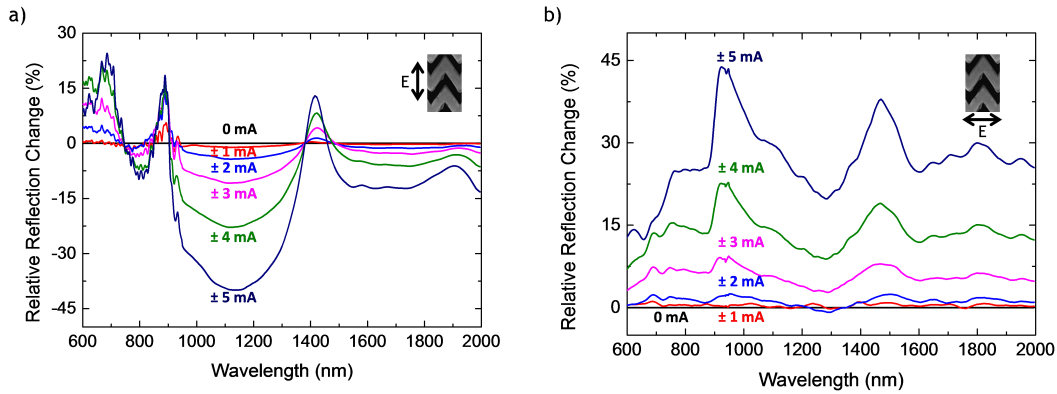 a)
Relative Reflection Change (%)
30
15
0
-15
-30
-45
E
0 mA
± 1 mA
± 2 mA
± 3 mA
± 4 mA
± 5 mA
600 800 1000 1200 1400 1600 1800 2000
Wavelength (nm)
b)
Relative Reflection Change (%)
45
30
15
0
± 5 mA
E
± 4 mA
± 3 mA
± 2 mA
0 mA ± 1 mA
600 800 1000 1200 1400 1600 1800 2000
Wavelength (nm)